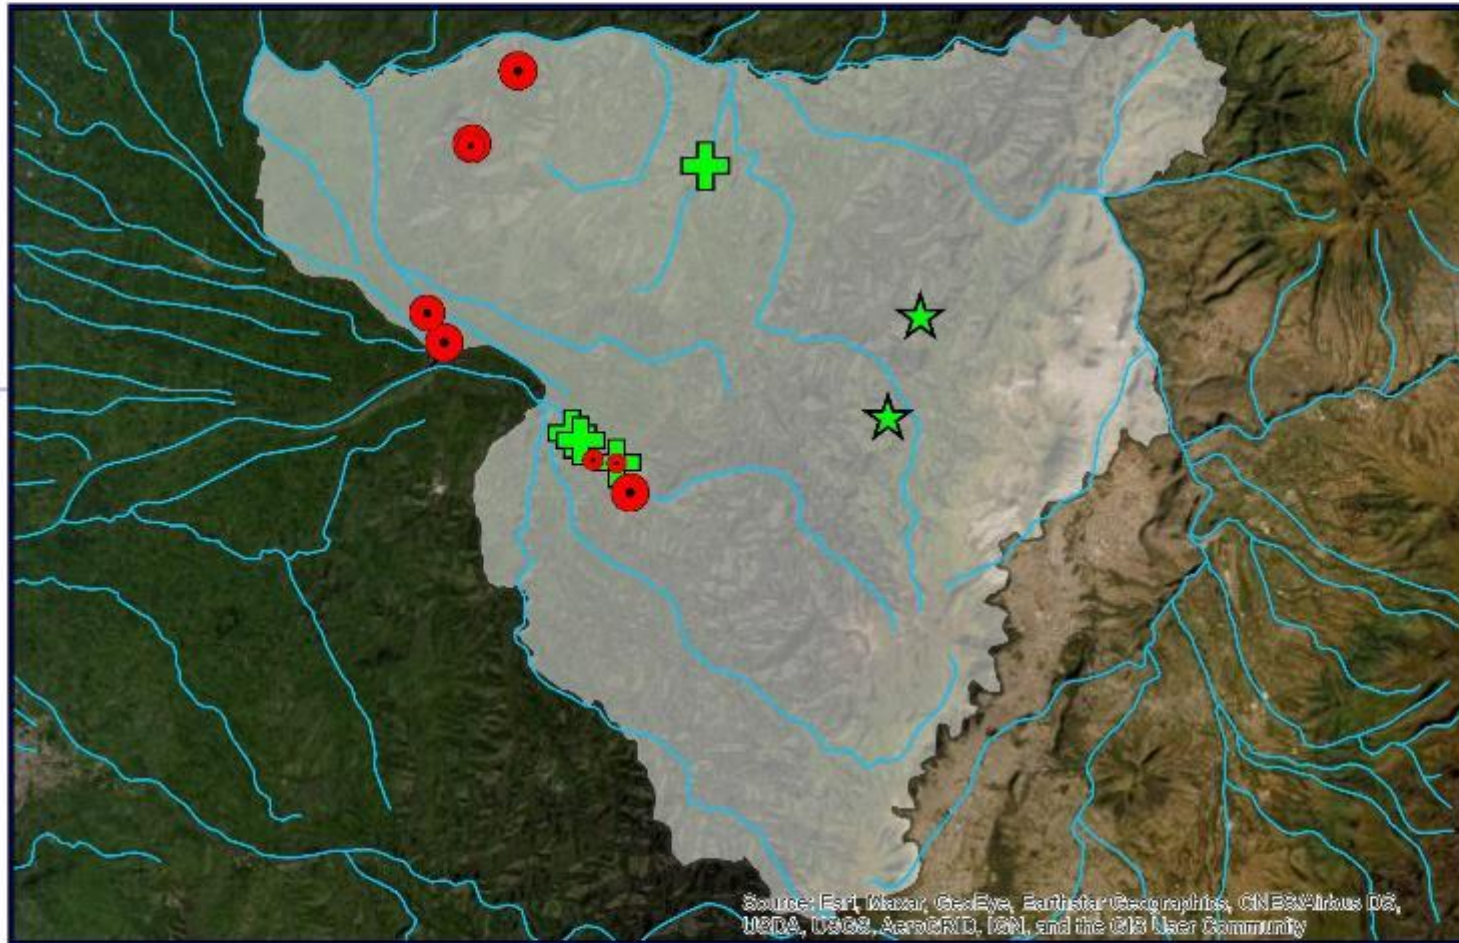 Source: Esri, Maxar, GeoEye, Earthstar Geographics, CNES/Airbus DS,
USDA, USGS, AeroGRID, IGN, and the GIS User Community